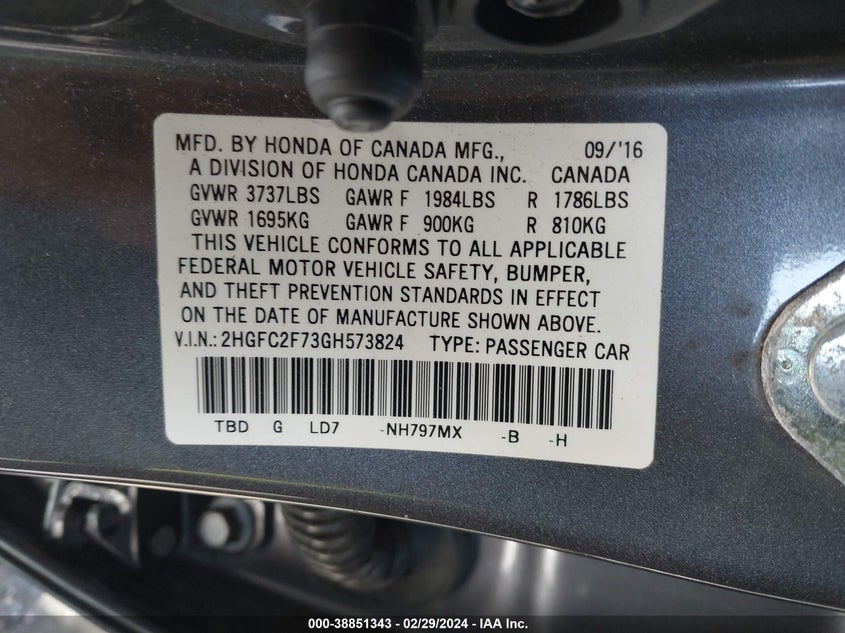 MFD. BY HONDA OF CANADA MFG., 09/'16
A DIVISION OF HONDA CANADA INC. CANADA
GVWR 3737LBS GAWR F 1984LBS R 1786LBS
GVWR 1695KG GAWR F 900KG R 810KG
THIS VEHICLE CONFORMS TO ALL APPLICABLE
FEDERAL MOTOR VEHICLE SAFETY, BUMPER,
AND THEFT PREVENTION STANDARDS IN EFFECT
ON THE DATE OF MANUFACTURE SHOWN ABOVE.
V.I.N.: 2HGFC2F73GH573824 TYPE: PASSENGER CAR
TBD G LD7 -NH797MX -B -H
000-38851343 — 02/29/2024 — IAA Inc.